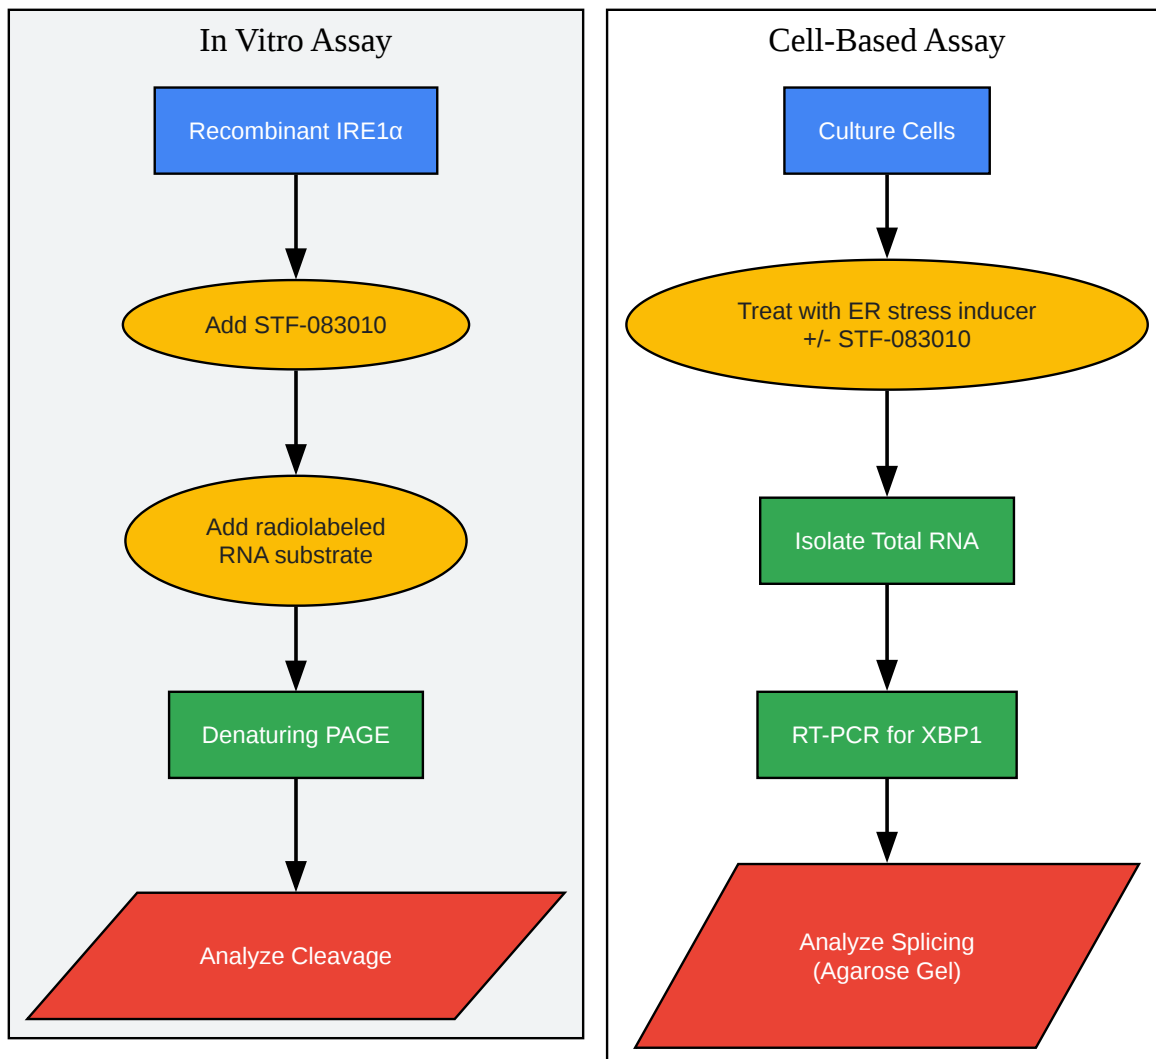 In Vitro Assay
Recombinant IRE1α
Add STF-083010
Add radiolabeled
RNA substrate
Denaturing PAGE
Analyze Cleavage
Cell-Based Assay
Culture Cells
Treat with ER stress inducer
+/- STF-083010
Isolate Total RNA
RT-PCR for XBP1
Analyze Splicing
(Agarose Gel)